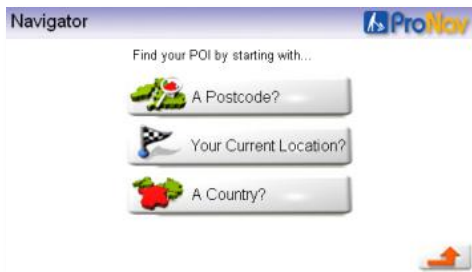 Navigator
ProNav
Find your POI by starting with...
A Postcode?
Your Current Location?
A Country?